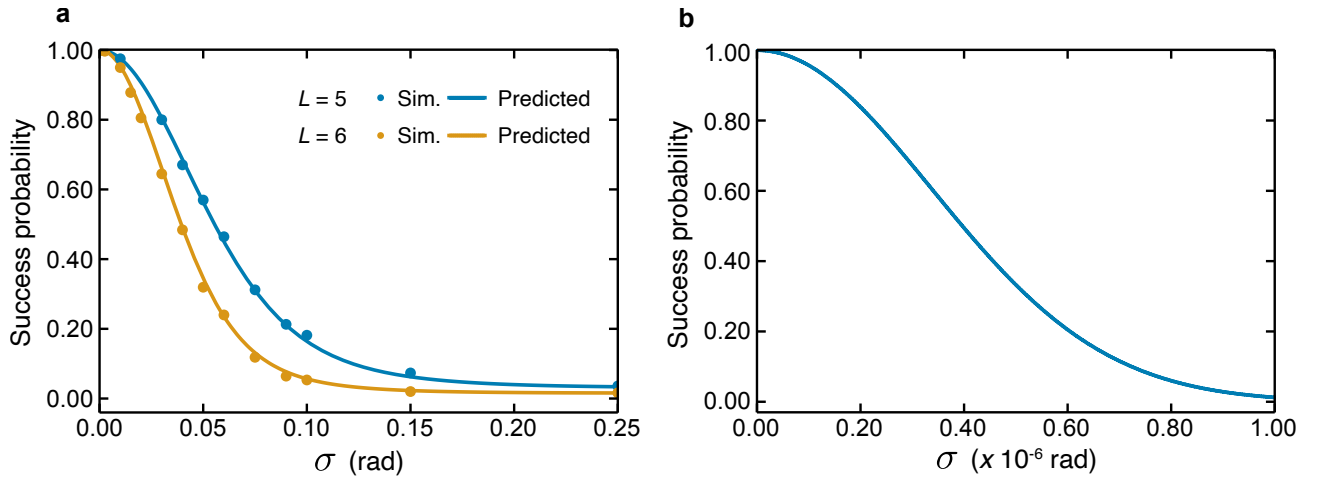 a
Success probability
1.00
0.80
0.60
0.40
0.20
0.00
L = 5 Sim. Predicted
L = 6 Sim. Predicted
0.00 0.05 0.10 0.15 0.20 0.25
σ (rad)
b
Success probability
1.00
0.80
0.60
0.40
0.20
0.00
0.00 0.20 0.40 0.60 0.80 1.00
σ (x 10⁻⁶ rad)